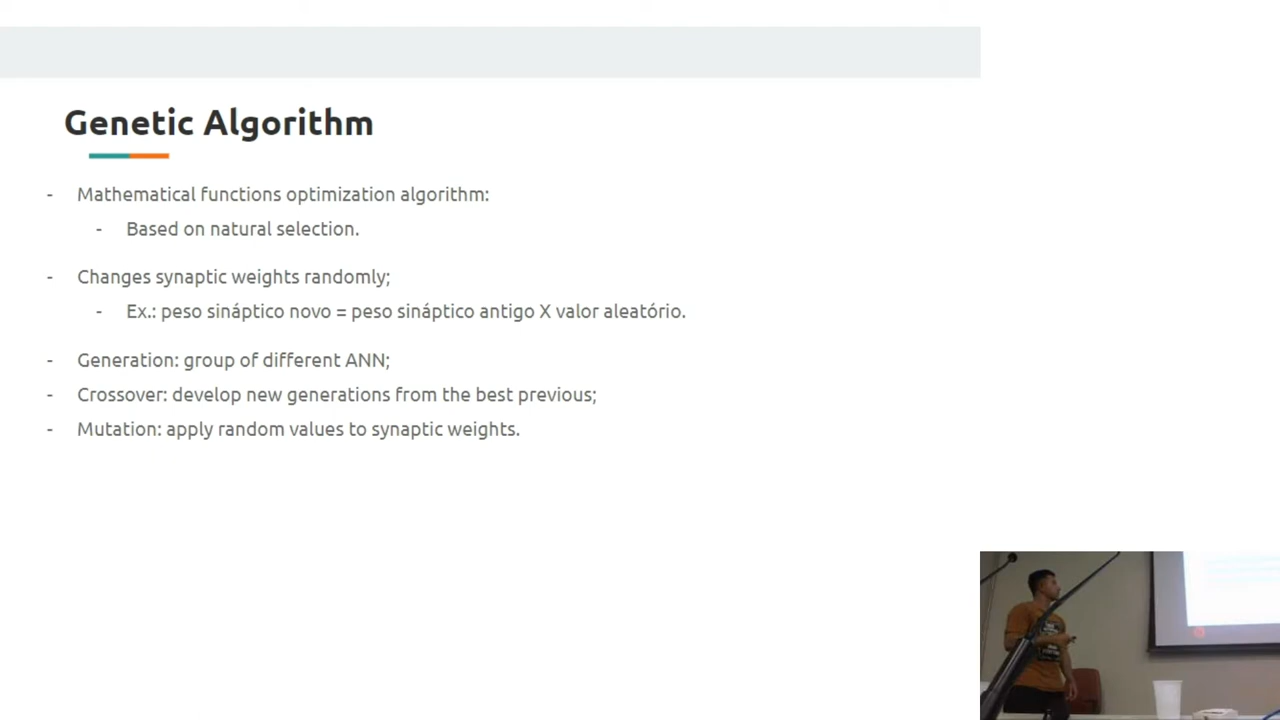 Genetic Algorithm
- Mathematical functions optimization algorithm:
- Based on natural selection.
- Changes synaptic weights randomly;
- Ex.: peso sináptico novo = peso sináptico antigo X valor aleatório.
- Generation: group of different ANN;
- Crossover: develop new generations from the best previous;
- Mutation: apply random values to synaptic weights.